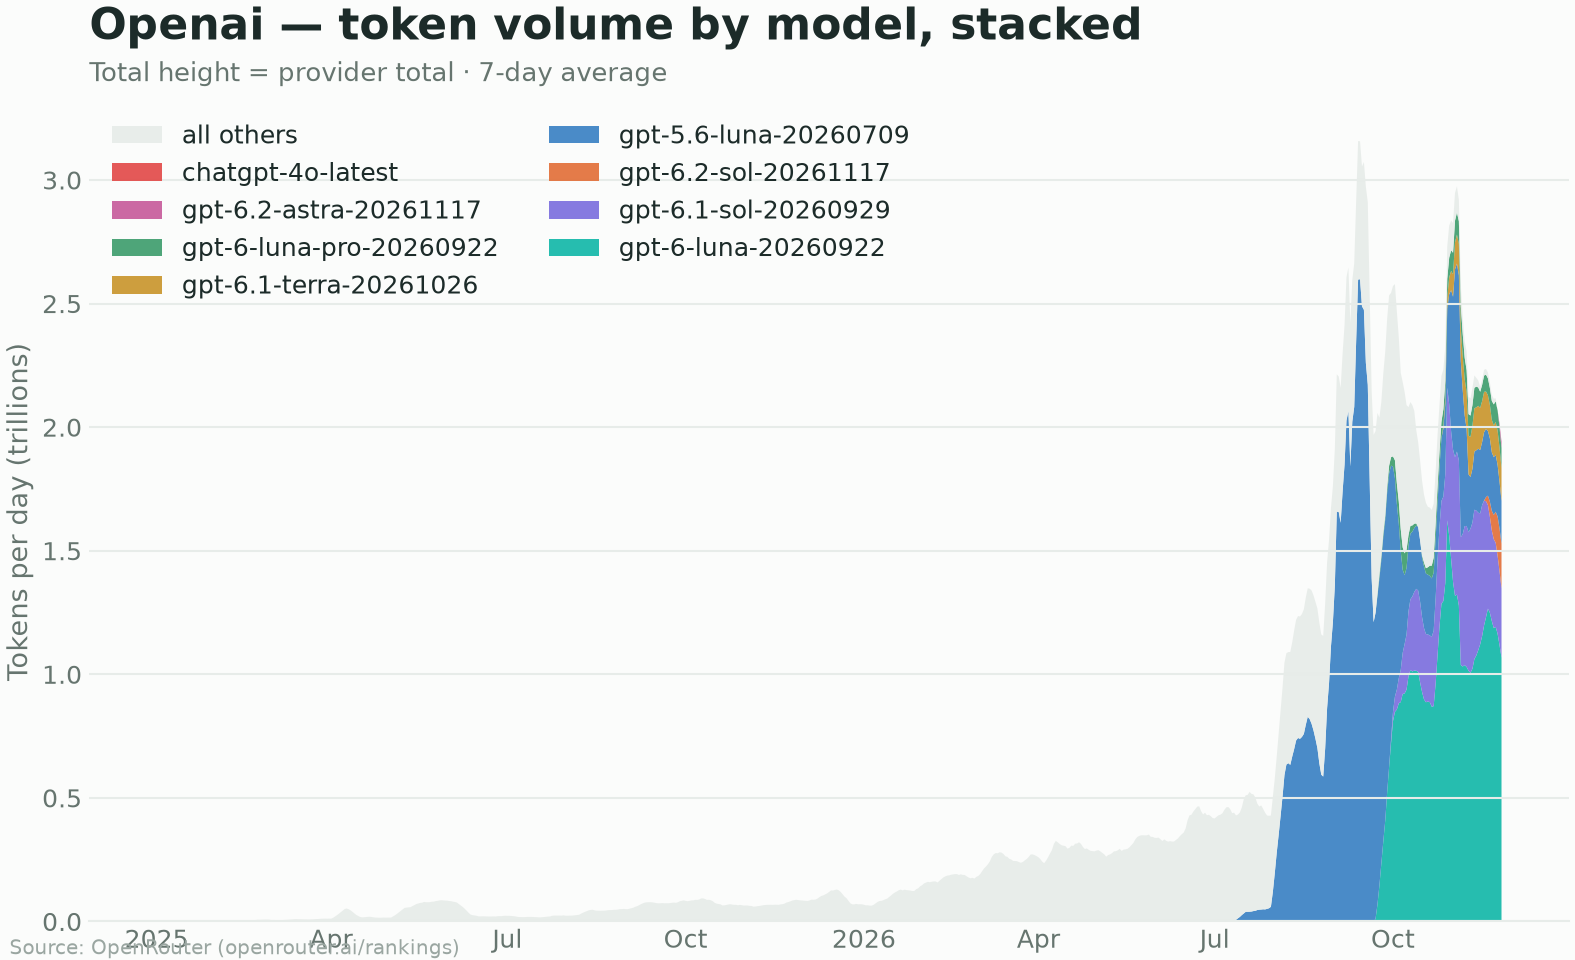 Openai — token volume by model, stacked
Total height = provider total · 7-day average
all others
chatgpt-4o-latest
gpt-6.2-astra-20261117
gpt-6-luna-pro-20260922
gpt-6.1-terra-20261026
gpt-5.6-luna-20260709
gpt-6.2-sol-20261117
gpt-6.1-sol-20260929
gpt-6-luna-20260922
Tokens per day (trillions)
3.0
2.5
2.0
1.5
1.0
0.5
0.0
2025 Apr Jul Oct 2026 Apr Jul Oct
Source: OpenRouter (openrouter.ai/rankings)